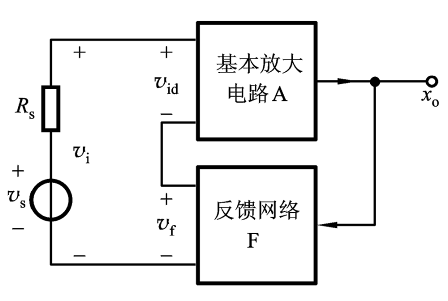 +
+
基本放大
电路A
R_s
v_id
x_o
−
v_i
+
v_s
−
+
v_f
反馈网络
F
−
−